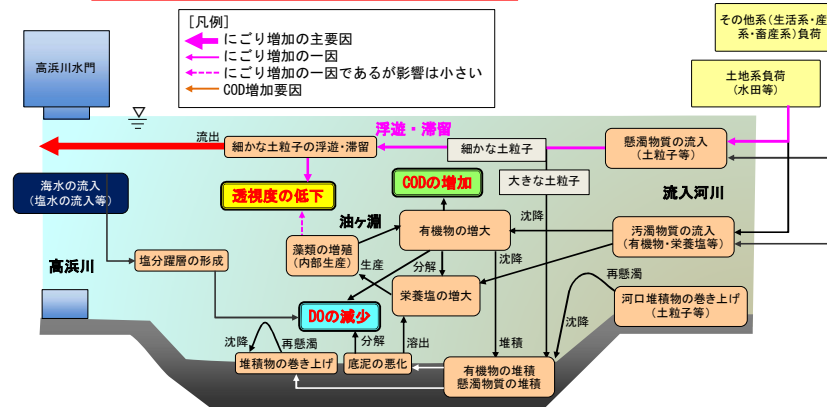 [凡例]
にごり増加の主要因
にごり増加の一因
にごり増加の一因であるが影響は小さい
COD増加要因
その他系(生活系・産
系・畜産系)負荷
土地系負荷
(水田等)
高浜川水門
浮遊・滞留
流出
細かな土粒子の浮遊・滞留
細かな土粒子
大きな土粒子
懸濁物質の流入
(土粒子等)
海水の流入
(塩水の流入等)
透視度の低下
CODの増加
流入河川
油ヶ淵
有機物の増大
沈降
汚濁物質の流入
(有機物・栄養塩等)
藻類の増殖
(内部生産)
高浜川
塩分躍層の形成
生産
分解
沈降
栄養塩の増大
再懸濁
河口堆積物の巻き上げ
(土粒子等)
DOの減少
沈降
沈降
再懸濁
分解
溶出
堆積
堆積物の巻き上げ
底泥の悪化
有機物の堆積
懸濁物質の堆積